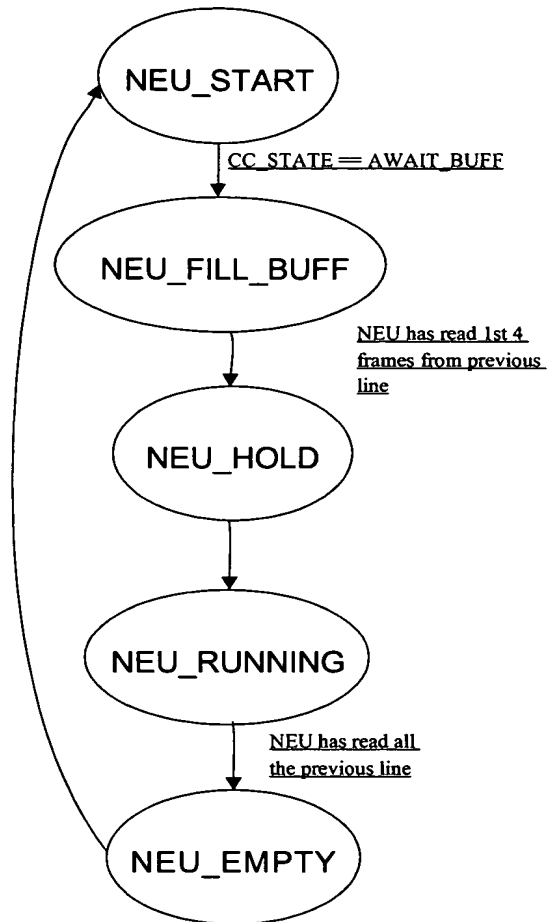 NEU_START
CC_STATE == AWAIT_BUFF
NEU_FILL_BUFF
NEU has read 1st 4
frames from previous
line
NEU_HOLD
NEU_RUNNING
NEU has read all
the previous line
NEU_EMPTY